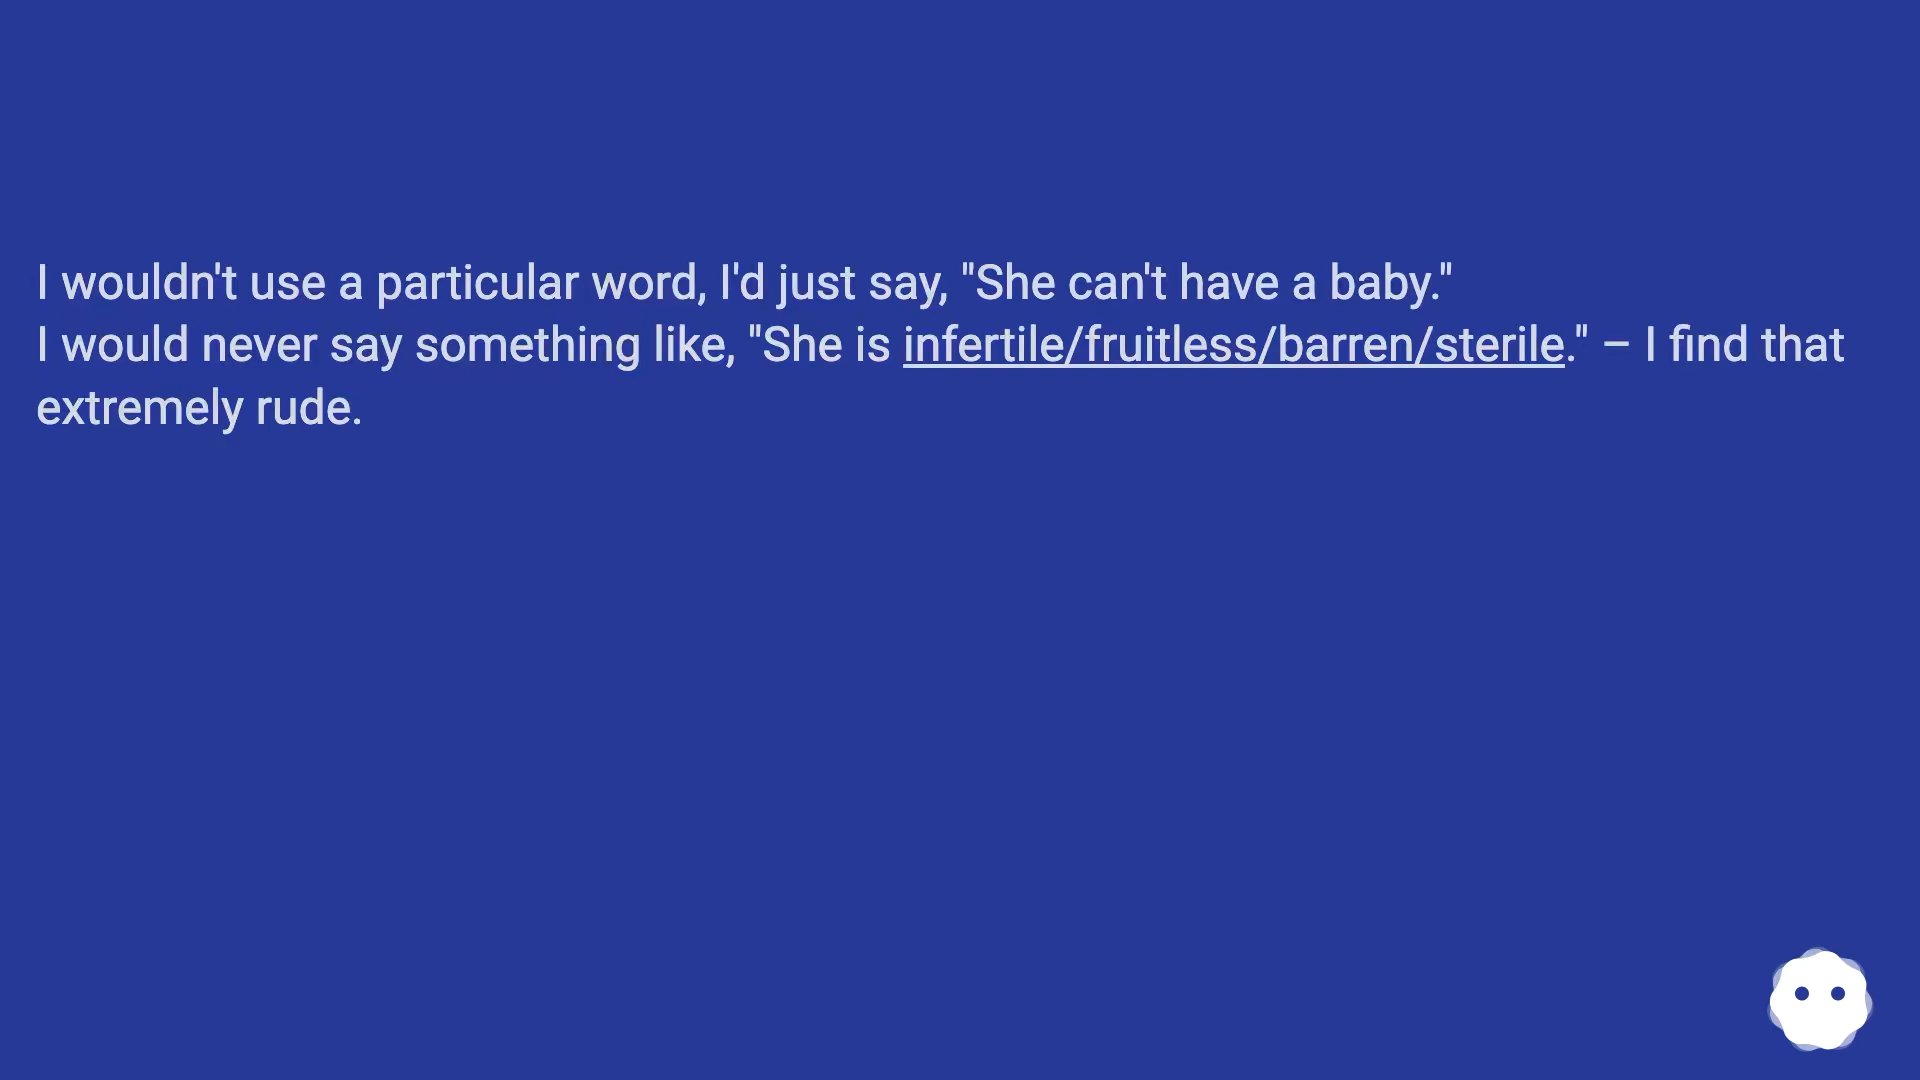 I wouldn't use a particular word, I'd just say, "She can't have a baby."
I would never say something like, "She is infertile/fruitless/barren/sterile." – I find that
extremely rude.